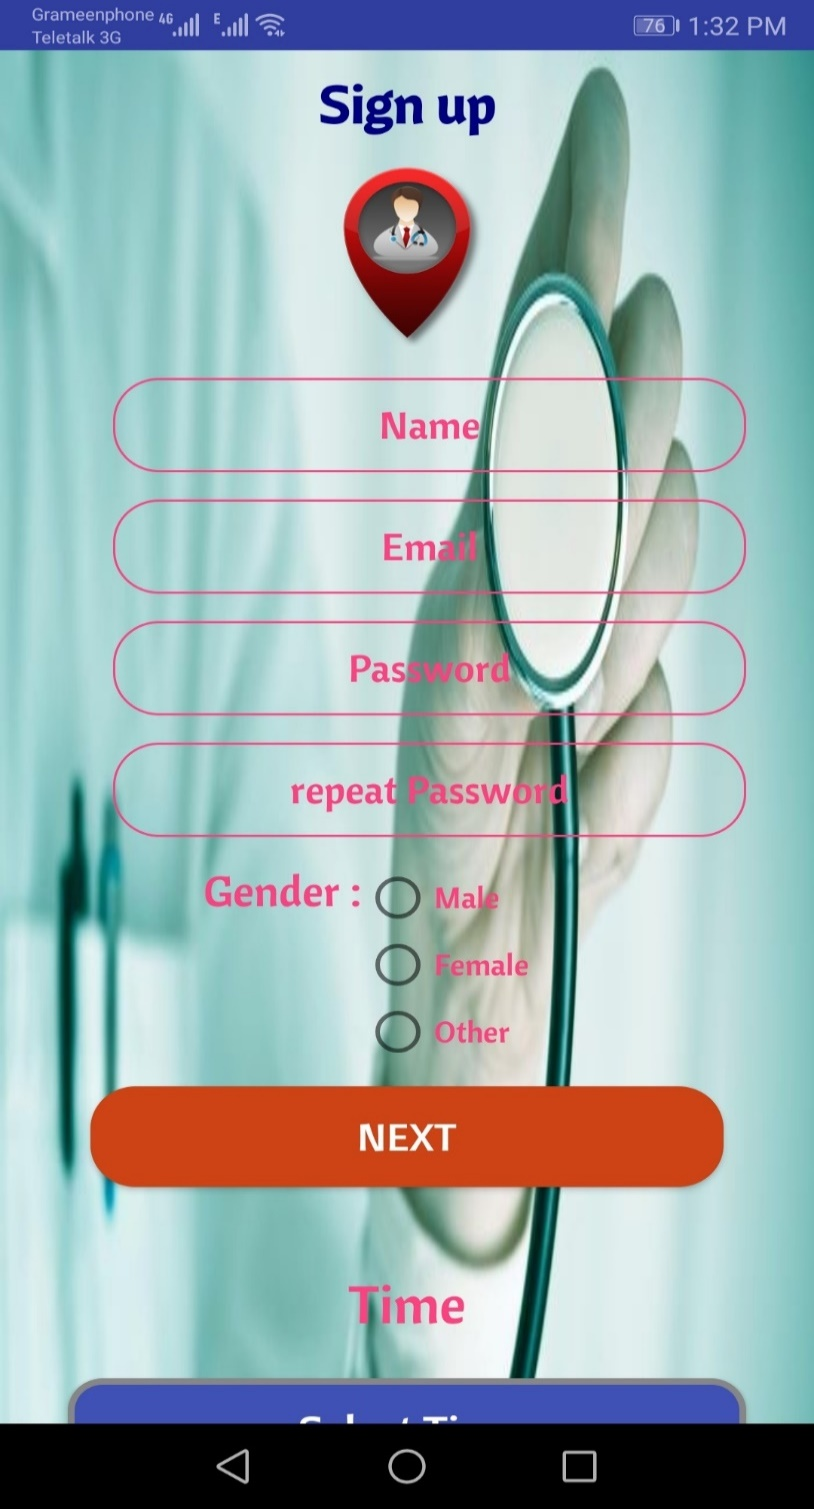 Grameenphone 4G E
Teletalk 3G
76 1:32 PM
Sign up
Name
Email
Password
repeat Password
Gender : Male
Female
Other
NEXT
Time